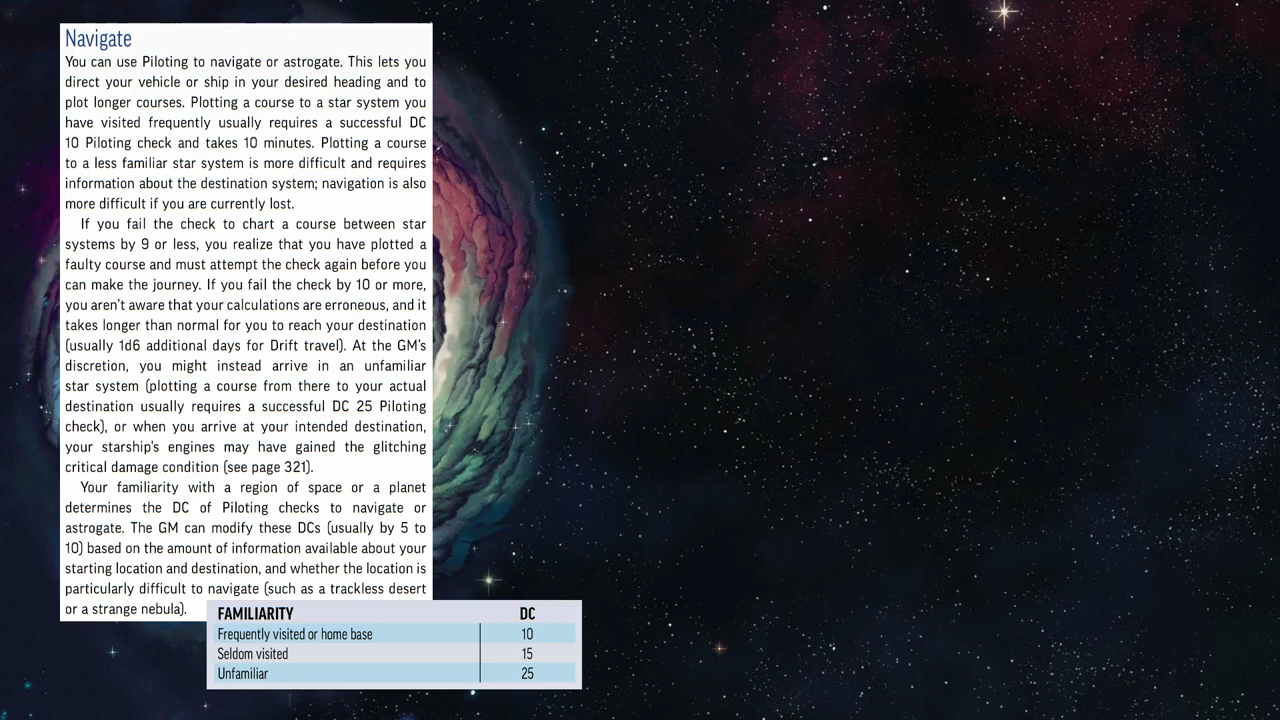 Navigate
You can use Piloting to navigate or astrogate. This lets you
direct your vehicle or ship in your desired heading and to
plot longer courses. Plotting a course to a star system you
have visited frequently usually requires a successful DC
10 Piloting check and takes 10 minutes. Plotting a course
to a less familiar star system is more difficult and requires
information about the destination system; navigation is also
more difficult if you are currently lost.
If you fail the check to chart a course between star
systems by 9 or less, you realize that you have plotted a
faulty course and must attempt the check again before you
can make the journey. If you fail the check by 10 or more,
you aren't aware that your calculations are erroneous, and it
takes longer than normal for you to reach your destination
(usually 1d6 additional days for Drift travel). At the GM's
discretion, you might instead arrive in an unfamiliar
star system (plotting a course from there to your actual
destination usually requires a successful DC 25 Piloting
check), or when you arrive at your intended destination,
your starship's engines may have gained the glitching
critical damage condition (see page 321).
Your familiarity with a region of space or a planet
determines the DC of Piloting checks to navigate or
astrogate. The GM can modify these DCs (usually by 5 to
10) based on the amount of information available about your
starting location and destination, and whether the location is
particularly difficult to navigate (such as a trackless desert
or a strange nebula).
FAMILIARITY DC
Frequently visited or home base 10
Seldom visited 15
Unfamiliar 25